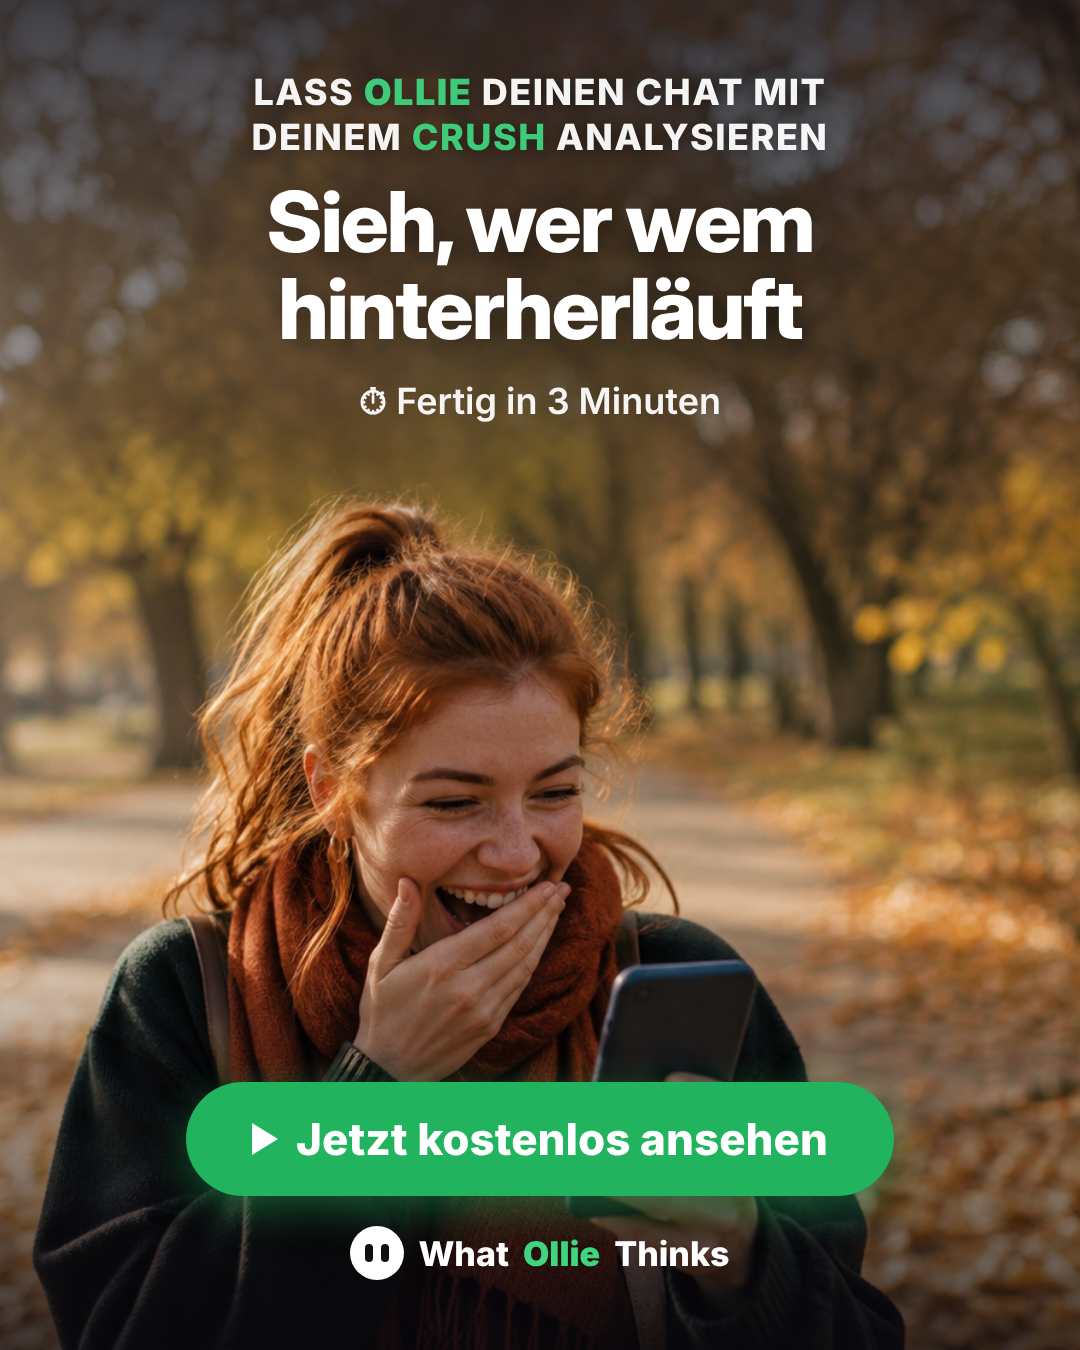 LASS OLLIE DEINEN CHAT MIT
DEINEM CRUSH ANALYSIEREN
Sieh, wer wem
hinterherläuft
⏱ Fertig in 3 Minuten
▶ Jetzt kostenlos ansehen
What Ollie Thinks